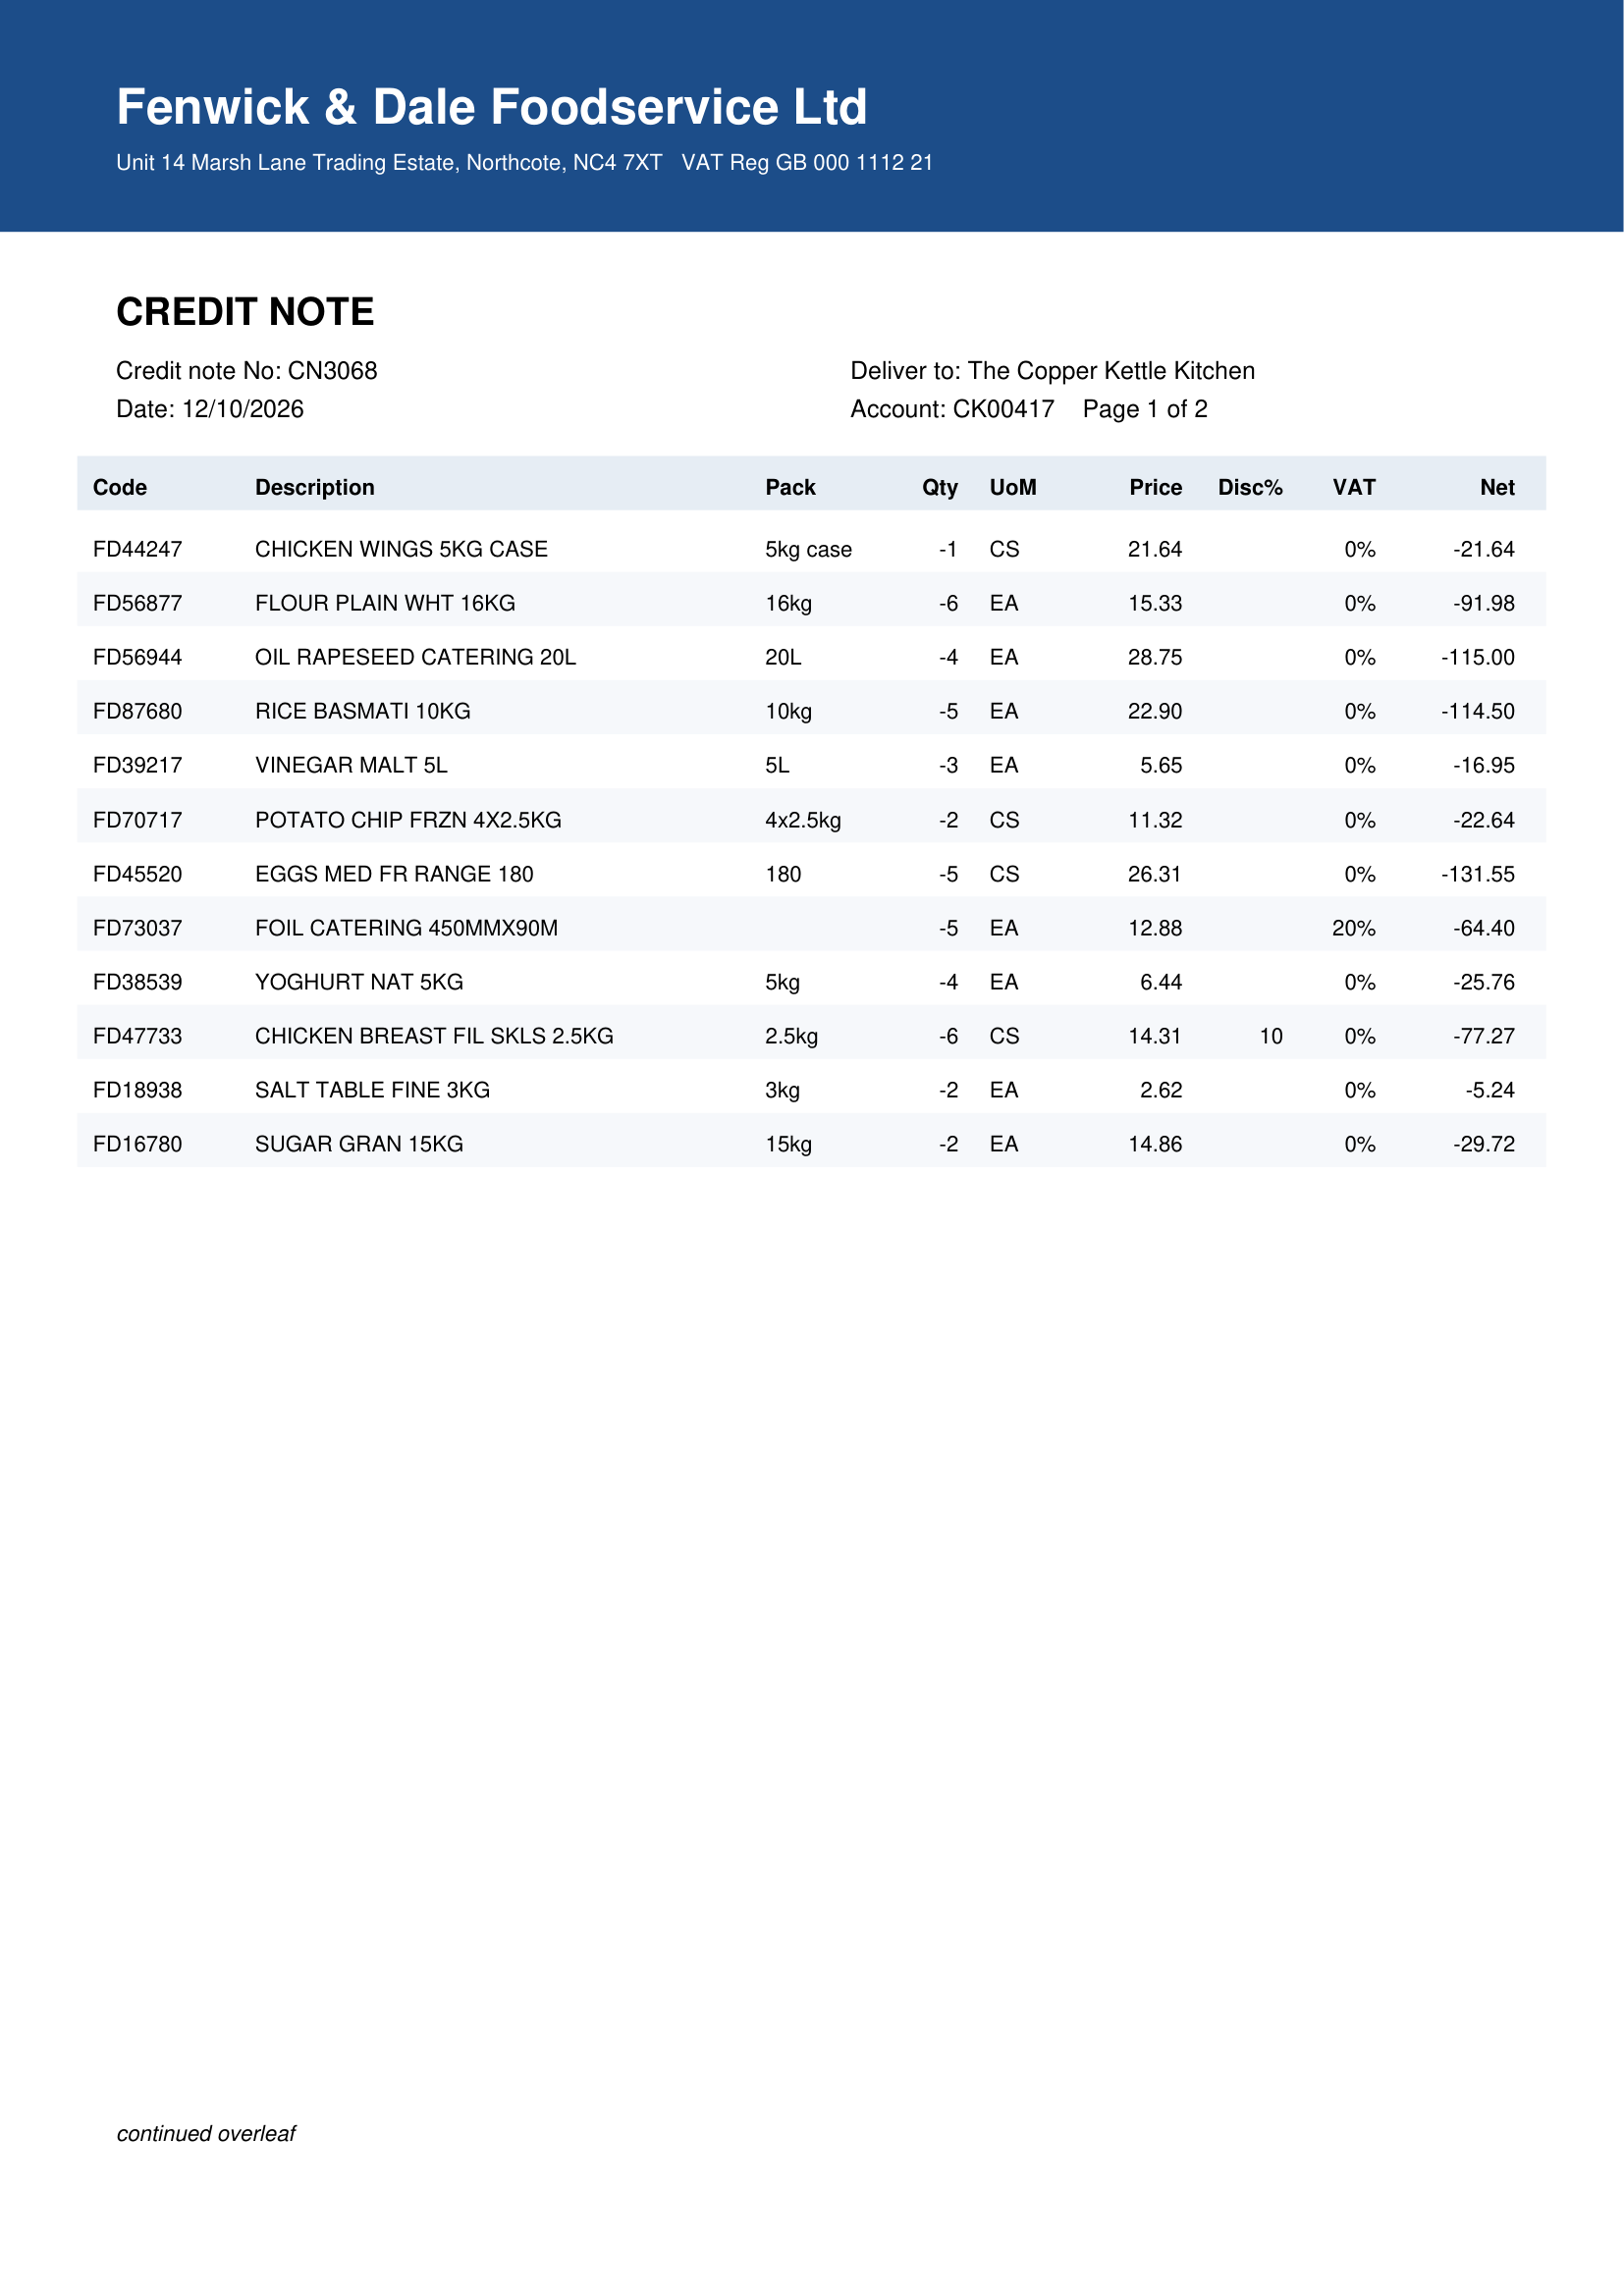 Fenwick & Dale Foodservice Ltd
Unit 14 Marsh Lane Trading Estate, Northcote, NC4 7XT VAT Reg GB 000 1112 21
CREDIT NOTE
Credit note No: CN3068 Deliver to: The Copper Kettle Kitchen
Date: 12/10/2026 Account: CK00417 Page 1 of 2
Code Description Pack Qty UoM Price Disc% VAT Net
FD44247 CHICKEN WINGS 5KG CASE 5kg case -1 CS 21.64 0% -21.64
FD56877 FLOUR PLAIN WHT 16KG 16kg -6 EA 15.33 0% -91.98
FD56944 OIL RAPESEED CATERING 20L 20L -4 EA 28.75 0% -115.00
FD87680 RICE BASMATI 10KG 10kg -5 EA 22.90 0% -114.50
FD39217 VINEGAR MALT 5L 5L -3 EA 5.65 0% -16.95
FD70717 POTATO CHIP FRZN 4X2.5KG 4x2.5kg -2 CS 11.32 0% -22.64
FD45520 EGGS MED FR RANGE 180 180 -5 CS 26.31 0% -131.55
FD73037 FOIL CATERING 450MMX90M -5 EA 12.88 20% -64.40
FD38539 YOGHURT NAT 5KG 5kg -4 EA 6.44 0% -25.76
FD47733 CHICKEN BREAST FIL SKLS 2.5KG 2.5kg -6 CS 14.31 10 0% -77.27
FD18938 SALT TABLE FINE 3KG 3kg -2 EA 2.62 0% -5.24
FD16780 SUGAR GRAN 15KG 15kg -2 EA 14.86 0% -29.72
continued overleaf